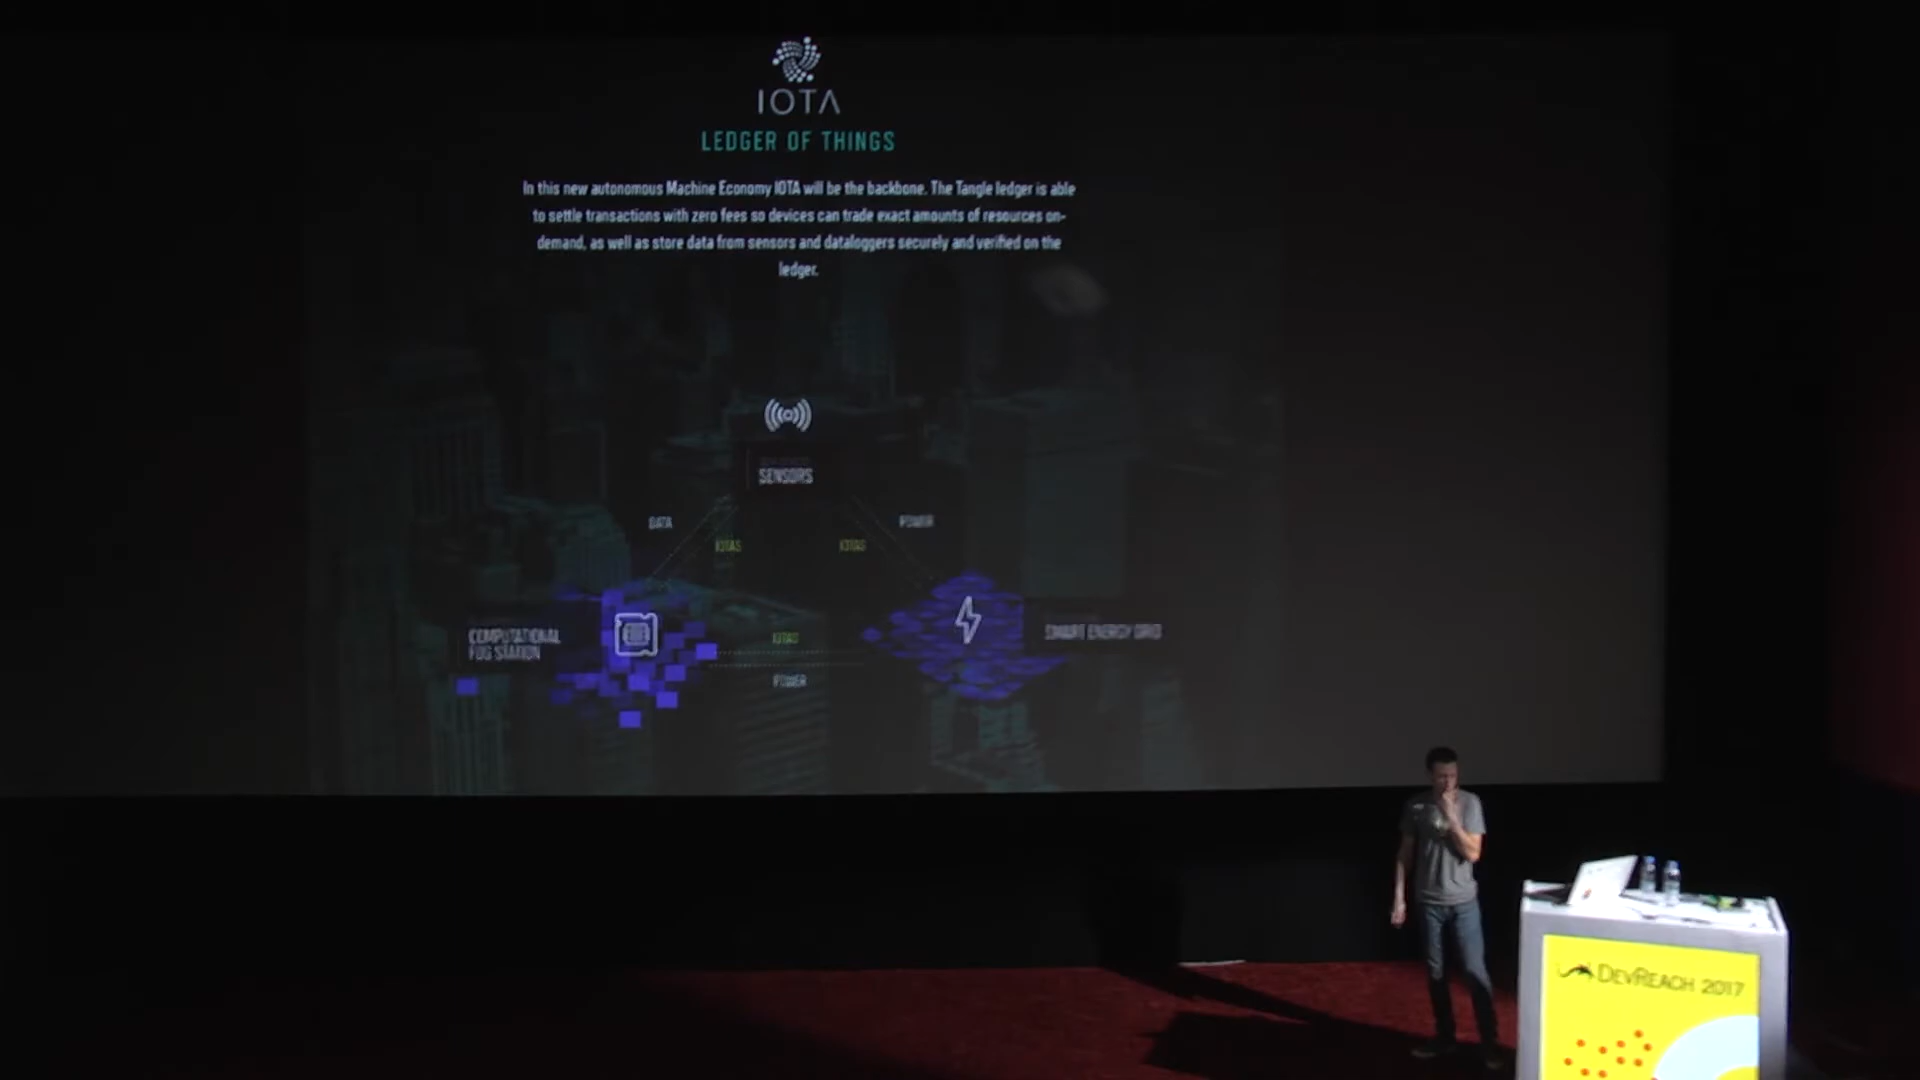 IOTA
LEDGER OF THINGS
In this new autonomous Machine Economy IOTA will be the backbone. The Tangle ledger is able
to settle transactions with zero fees so devices can trade exact amounts of resources on-
demand, as well as store data from sensors and dataloggers securely and verified on the
ledger.
SENSORS
DATA
POWER
IOTAS
IOTAS
COMPUTATIONAL
FOG STATION
IOTAS
SMART ENERGY GRID
POWER
DEVREACH 2017